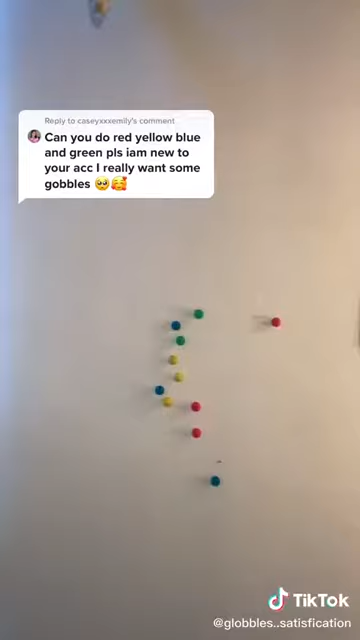 Reply to caseyxxxemily's comment
Can you do red yellow blue
and green pls iam new to
your acc I really want some
gobbles 🥺🥰
TikTok
@globbles..satisfication